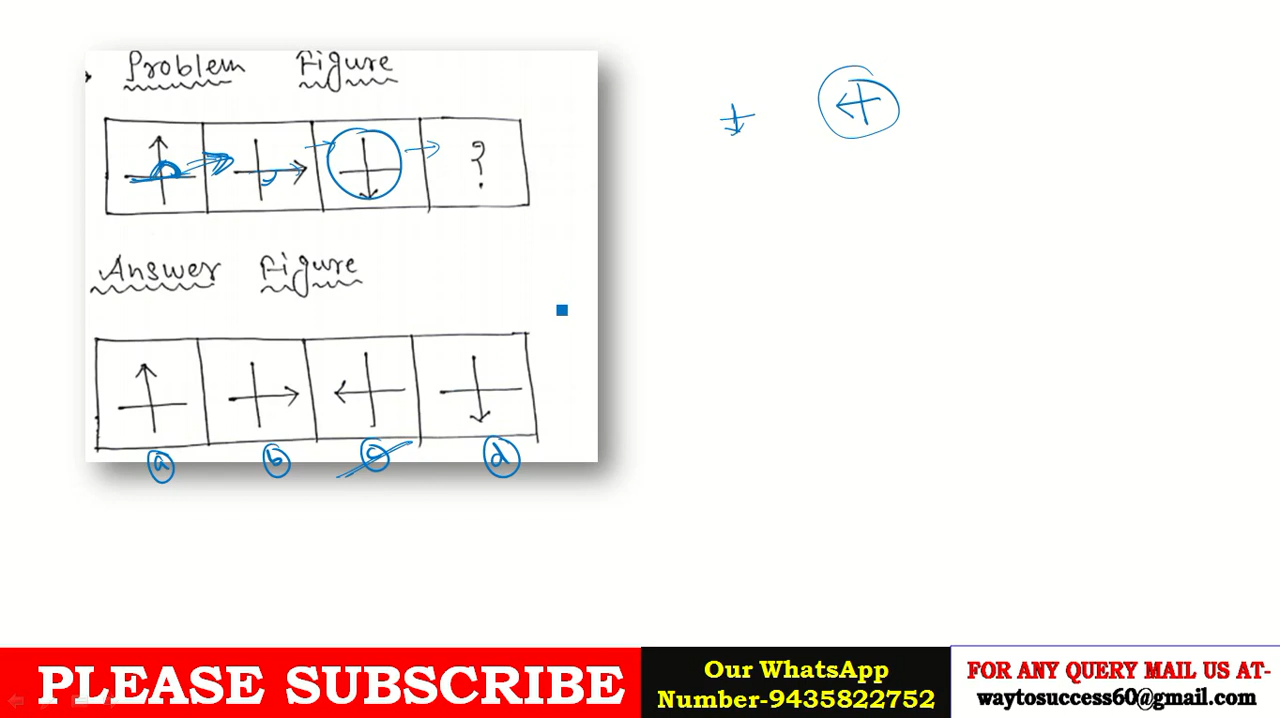 Problem Figure
?
Answer Figure
a b c d
PLEASE SUBSCRIBE
Our WhatsApp
Number-9435822752
FOR ANY QUERY MAIL US AT-
waytosuccess60@gmail.com